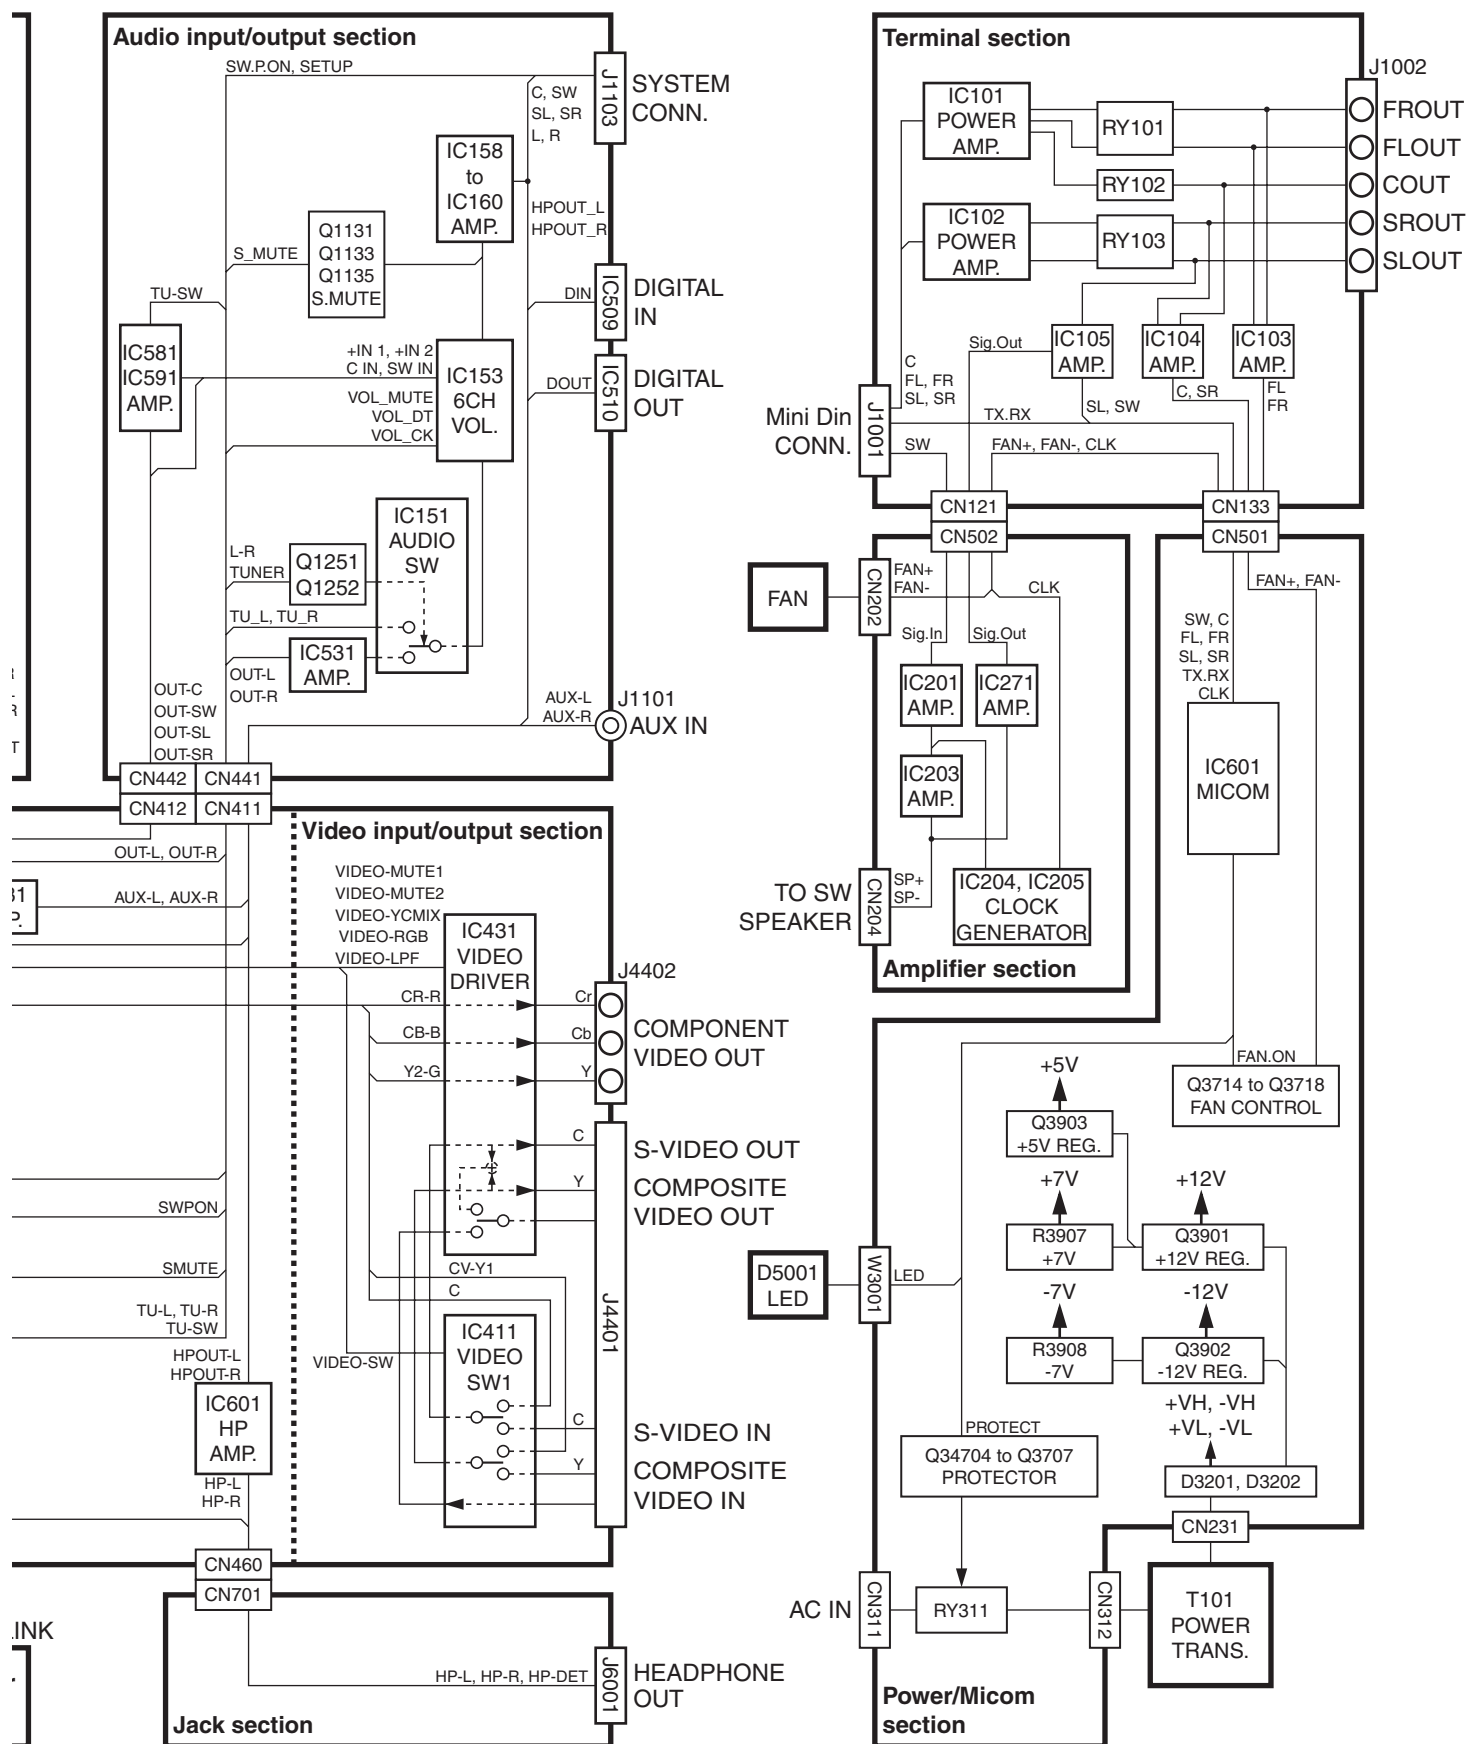 Audio input/output section
SW.P.ON, SETUP
J1103
SYSTEM
CONN.
C, SW
SL, SR
L, R
IC158
to
IC160
AMP.
HPOUT_L
HPOUT_R
Q1131
Q1133
Q1135
S.MUTE
S_MUTE
TU-SW
DIN
IC509
DIGITAL
IN
IC581
IC591
AMP.
+IN 1, +IN 2
C IN, SW IN
VOL_MUTE
VOL_DT
VOL_CK
IC153
6CH
VOL.
DOUT
IC510
DIGITAL
OUT
IC151
AUDIO
SW
L-R
TUNER
Q1251
Q1252
TU_L, TU_R
IC531
AMP.
OUT-L
OUT-R
OUT-C
OUT-SW
OUT-SL
OUT-SR
AUX-L
AUX-R
J1101
AUX IN
CN442
CN441
CN412
CN411
Video input/output section
OUT-L, OUT-R
AUX-L, AUX-R
VIDEO-MUTE1
VIDEO-MUTE2
VIDEO-YCMIX
VIDEO-RGB
VIDEO-LPF
IC431
VIDEO
DRIVER
J4402
CR-R
Cr
CB-B
Cb
Y2-G
Y
COMPONENT
VIDEO OUT
C
S-VIDEO OUT
Y
COMPOSITE
VIDEO OUT
SWPON
SMUTE
CV-Y1
C
TU-L, TU-R
TU-SW
IC411
VIDEO
SW1
J4401
VIDEO-SW
HPOUT-L
HPOUT-R
IC601
HP
AMP.
C
S-VIDEO IN
Y
COMPOSITE
VIDEO IN
HP-L
HP-R
CN460
CN701
INK
HP-L, HP-R, HP-DET
J6001
HEADPHONE
OUT
Jack section
Terminal section
J1002
IC101
POWER
AMP.
RY101
FROUT
FLOUT
RY102
COUT
IC102
POWER
AMP.
RY103
SROUT
SLOUT
Sig.Out
IC105
AMP.
IC104
AMP.
IC103
AMP.
C
FL, FR
SL, SR
C, SR
FL
FR
SL, SW
Mini Din
CONN.
J1001
TX.RX
SW
FAN+, FAN-, CLK
CN121
CN133
CN502
CN501
FAN
CN202
FAN+
FAN-
CLK
FAN+, FAN-
Sig.In
Sig.Out
SW, C
FL, FR
SL, SR
TX.RX
CLK
IC201
AMP.
IC271
AMP.
IC203
AMP.
IC601
MICOM
TO SW
SPEAKER
CN204
SP+
SP-
IC204, IC205
CLOCK
GENERATOR
Amplifier section
FAN.ON
Q3714 to Q3718
FAN CONTROL
+5V
Q3903
+5V REG.
+7V
+12V
R3907
+7V
Q3901
+12V REG.
D5001
LED
W3001
LED
-7V
-12V
R3908
-7V
Q3902
-12V REG.
+VH, -VH
+VL, -VL
PROTECT
Q34704 to Q3707
PROTECTOR
D3201, D3202
CN231
AC IN
CN311
RY311
CN312
T101
POWER
TRANS.
Power/Micom
section